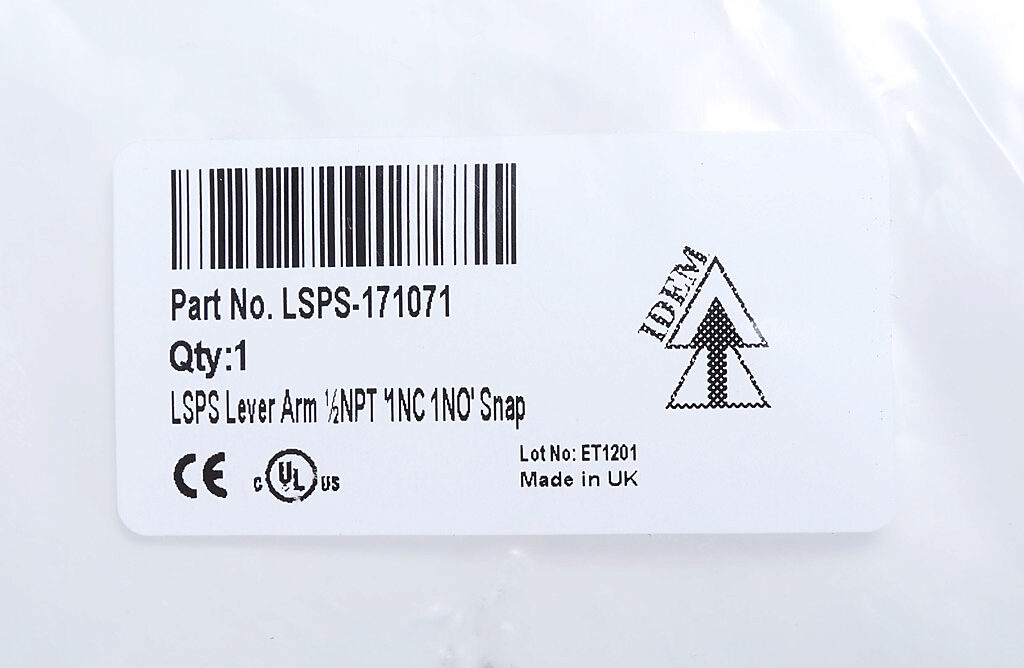 Part No. LSPS-171071
Qty:1
LSPS Lever Arm ½NPT '1NC 1NO' Snap
CE
c UL US
Lot No: ET1201
Made in UK
IDEM